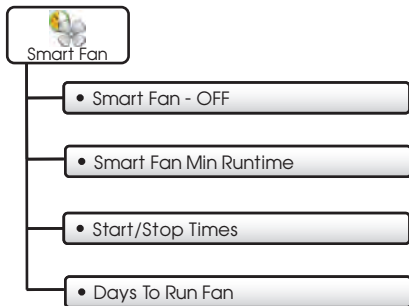 Smart Fan
• Smart Fan - OFF
• Smart Fan Min Runtime
• Start/Stop Times
• Days To Run Fan